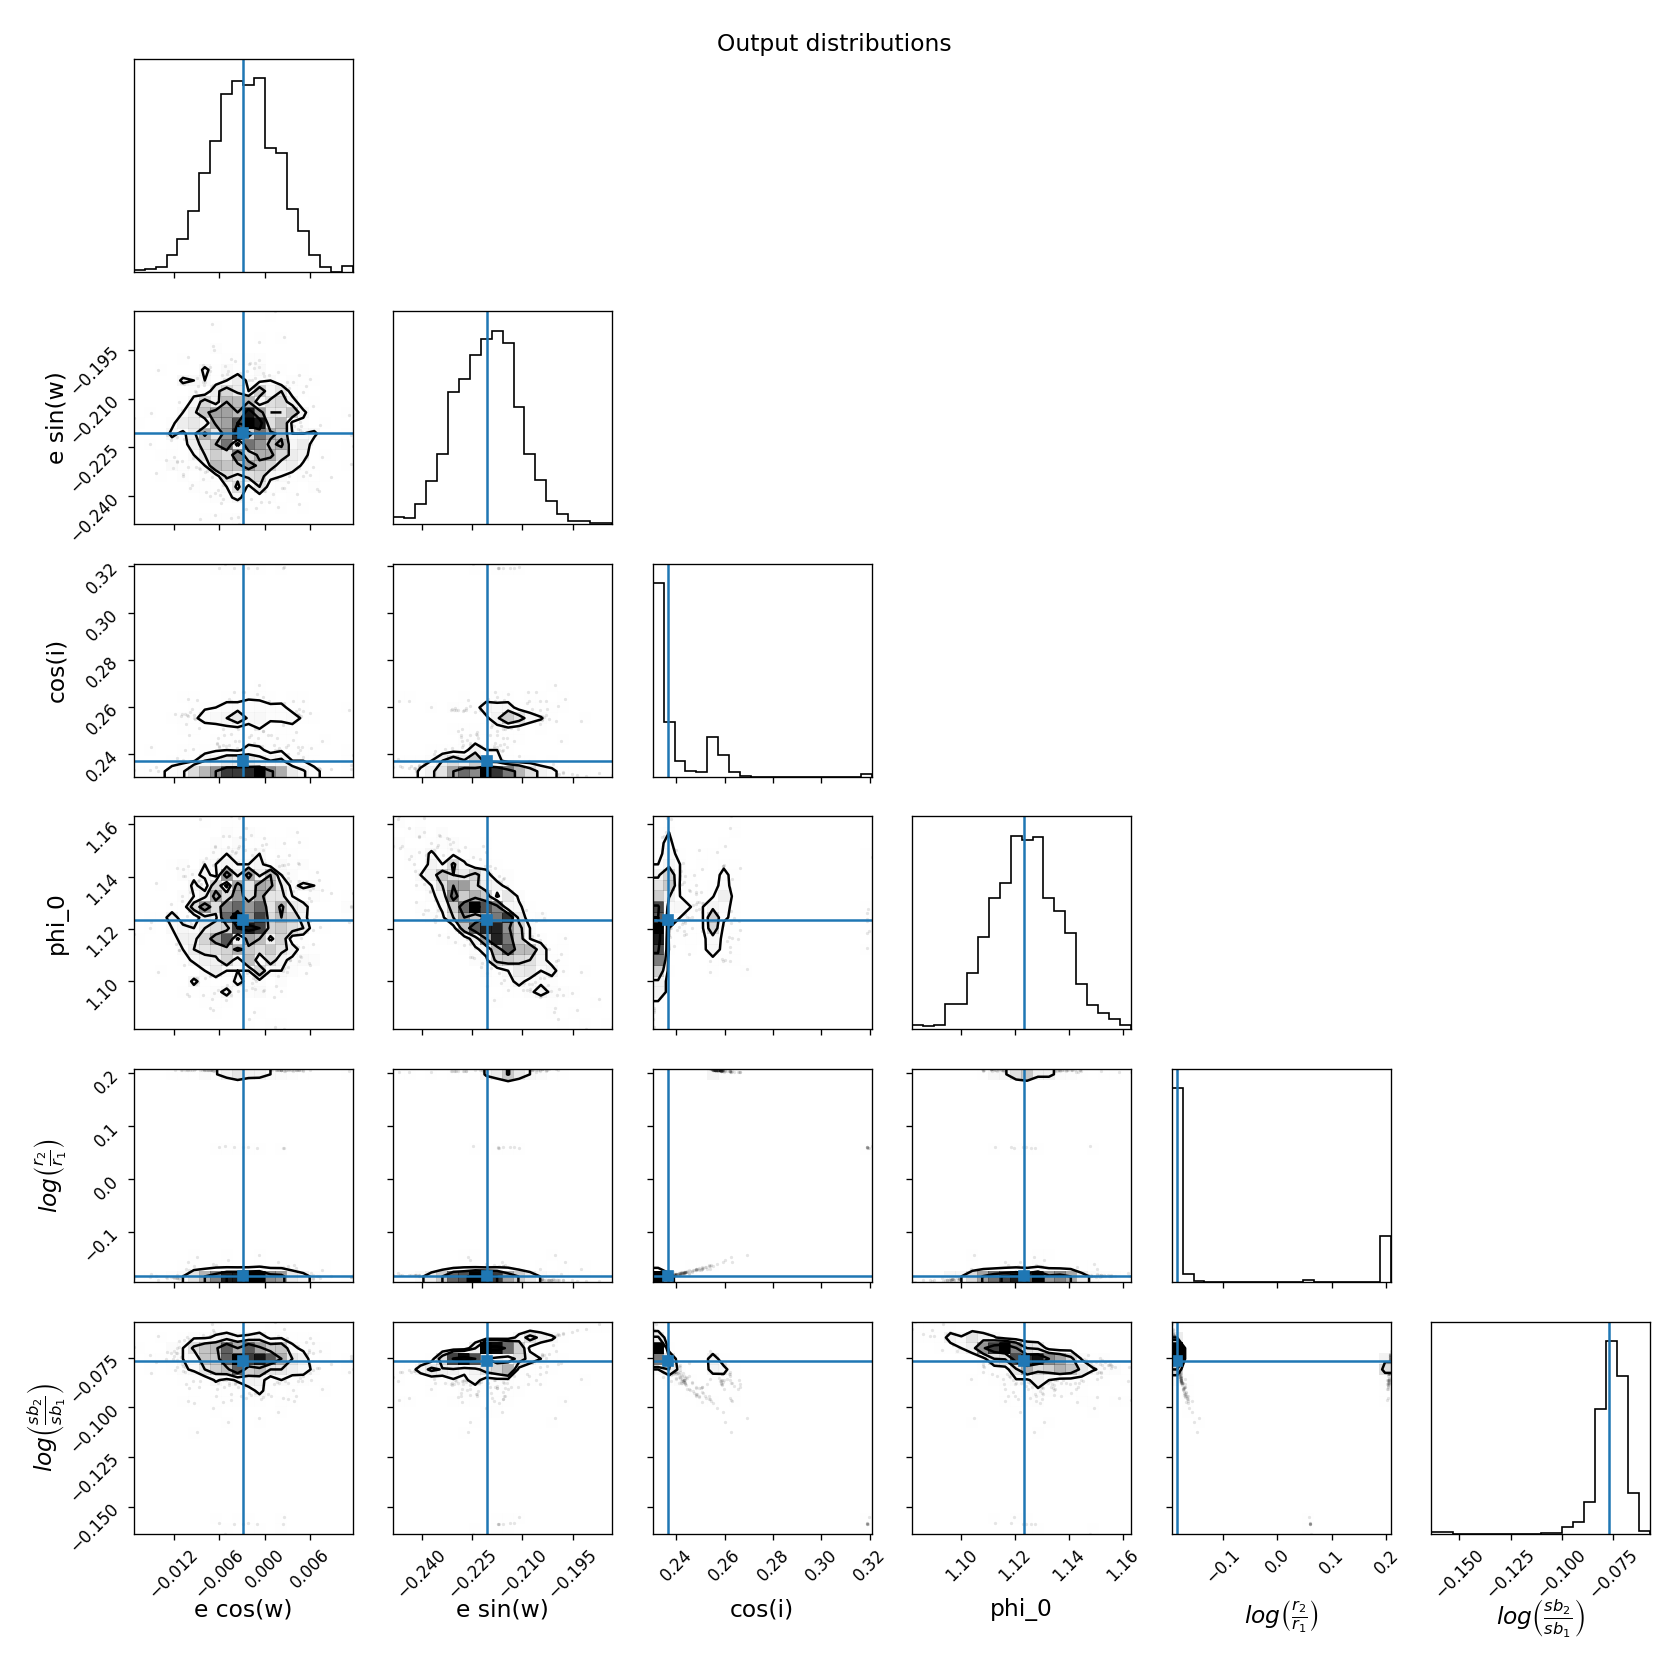 Output distributions
e sin(w)
−0.195
−0.210
−0.225
−0.240
cos(i)
0.32
0.30
0.28
0.26
0.24
phi_0
1.16
1.14
1.12
1.10
log(r₂/r₁)
0.2
0.1
0.0
−0.1
log(sb₂/sb₁)
−0.075
−0.100
−0.125
−0.150
−0.012 −0.006 0.000 0.006
e cos(w)
−0.240 −0.225 −0.210 −0.195
e sin(w)
0.24 0.26 0.28 0.30 0.32
cos(i)
1.10 1.12 1.14 1.16
phi_0
−0.1 0.0 0.1 0.2
log(r₂/r₁)
−0.150 −0.125 −0.100 −0.075
log(sb₂/sb₁)